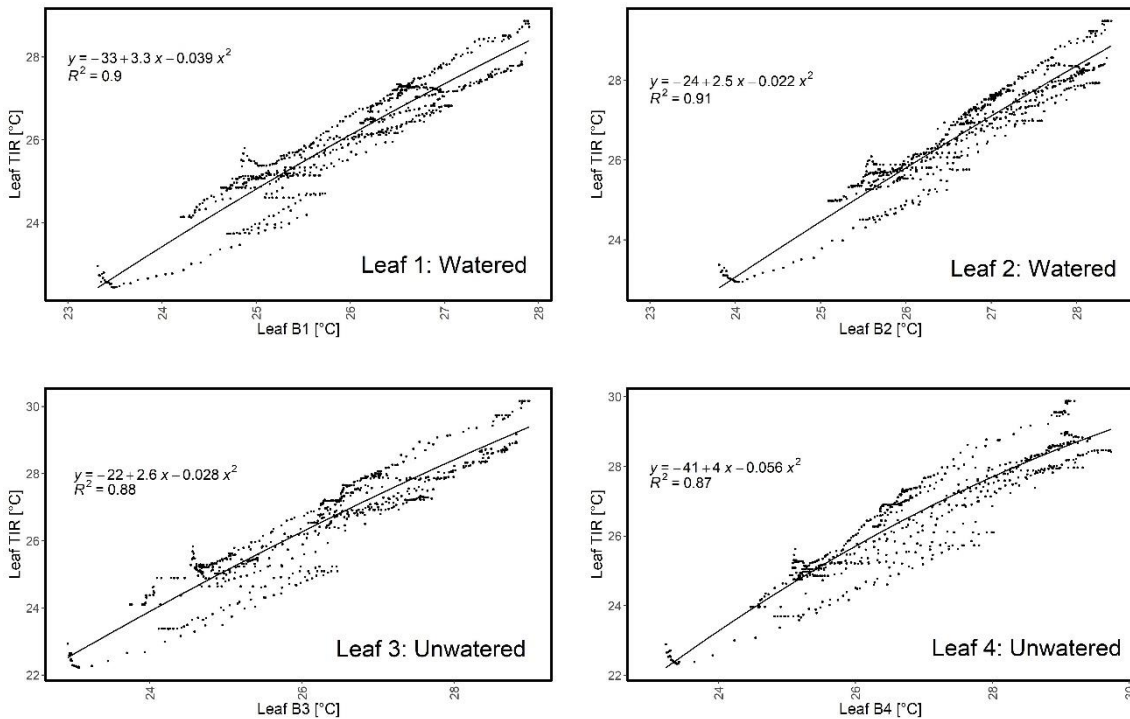 y = −33 + 3.3 x − 0.039 x²
R² = 0.9
Leaf TIR [°C]
28
26
24
Leaf 1: Watered
23
24
25
26
27
28
Leaf B1 [°C]
y = −24 + 2.5 x − 0.022 x²
R² = 0.91
Leaf TIR [°C]
28
26
24
Leaf 2: Watered
23
24
25
26
27
28
Leaf B2 [°C]
y = −22 + 2.6 x − 0.028 x²
R² = 0.88
Leaf TIR [°C]
30
28
26
24
22
Leaf 3: Unwatered
24
26
28
Leaf B3 [°C]
y = −41 + 4 x − 0.056 x²
R² = 0.87
Leaf TIR [°C]
30
28
26
24
22
Leaf 4: Unwatered
24
26
28
30
Leaf B4 [°C]